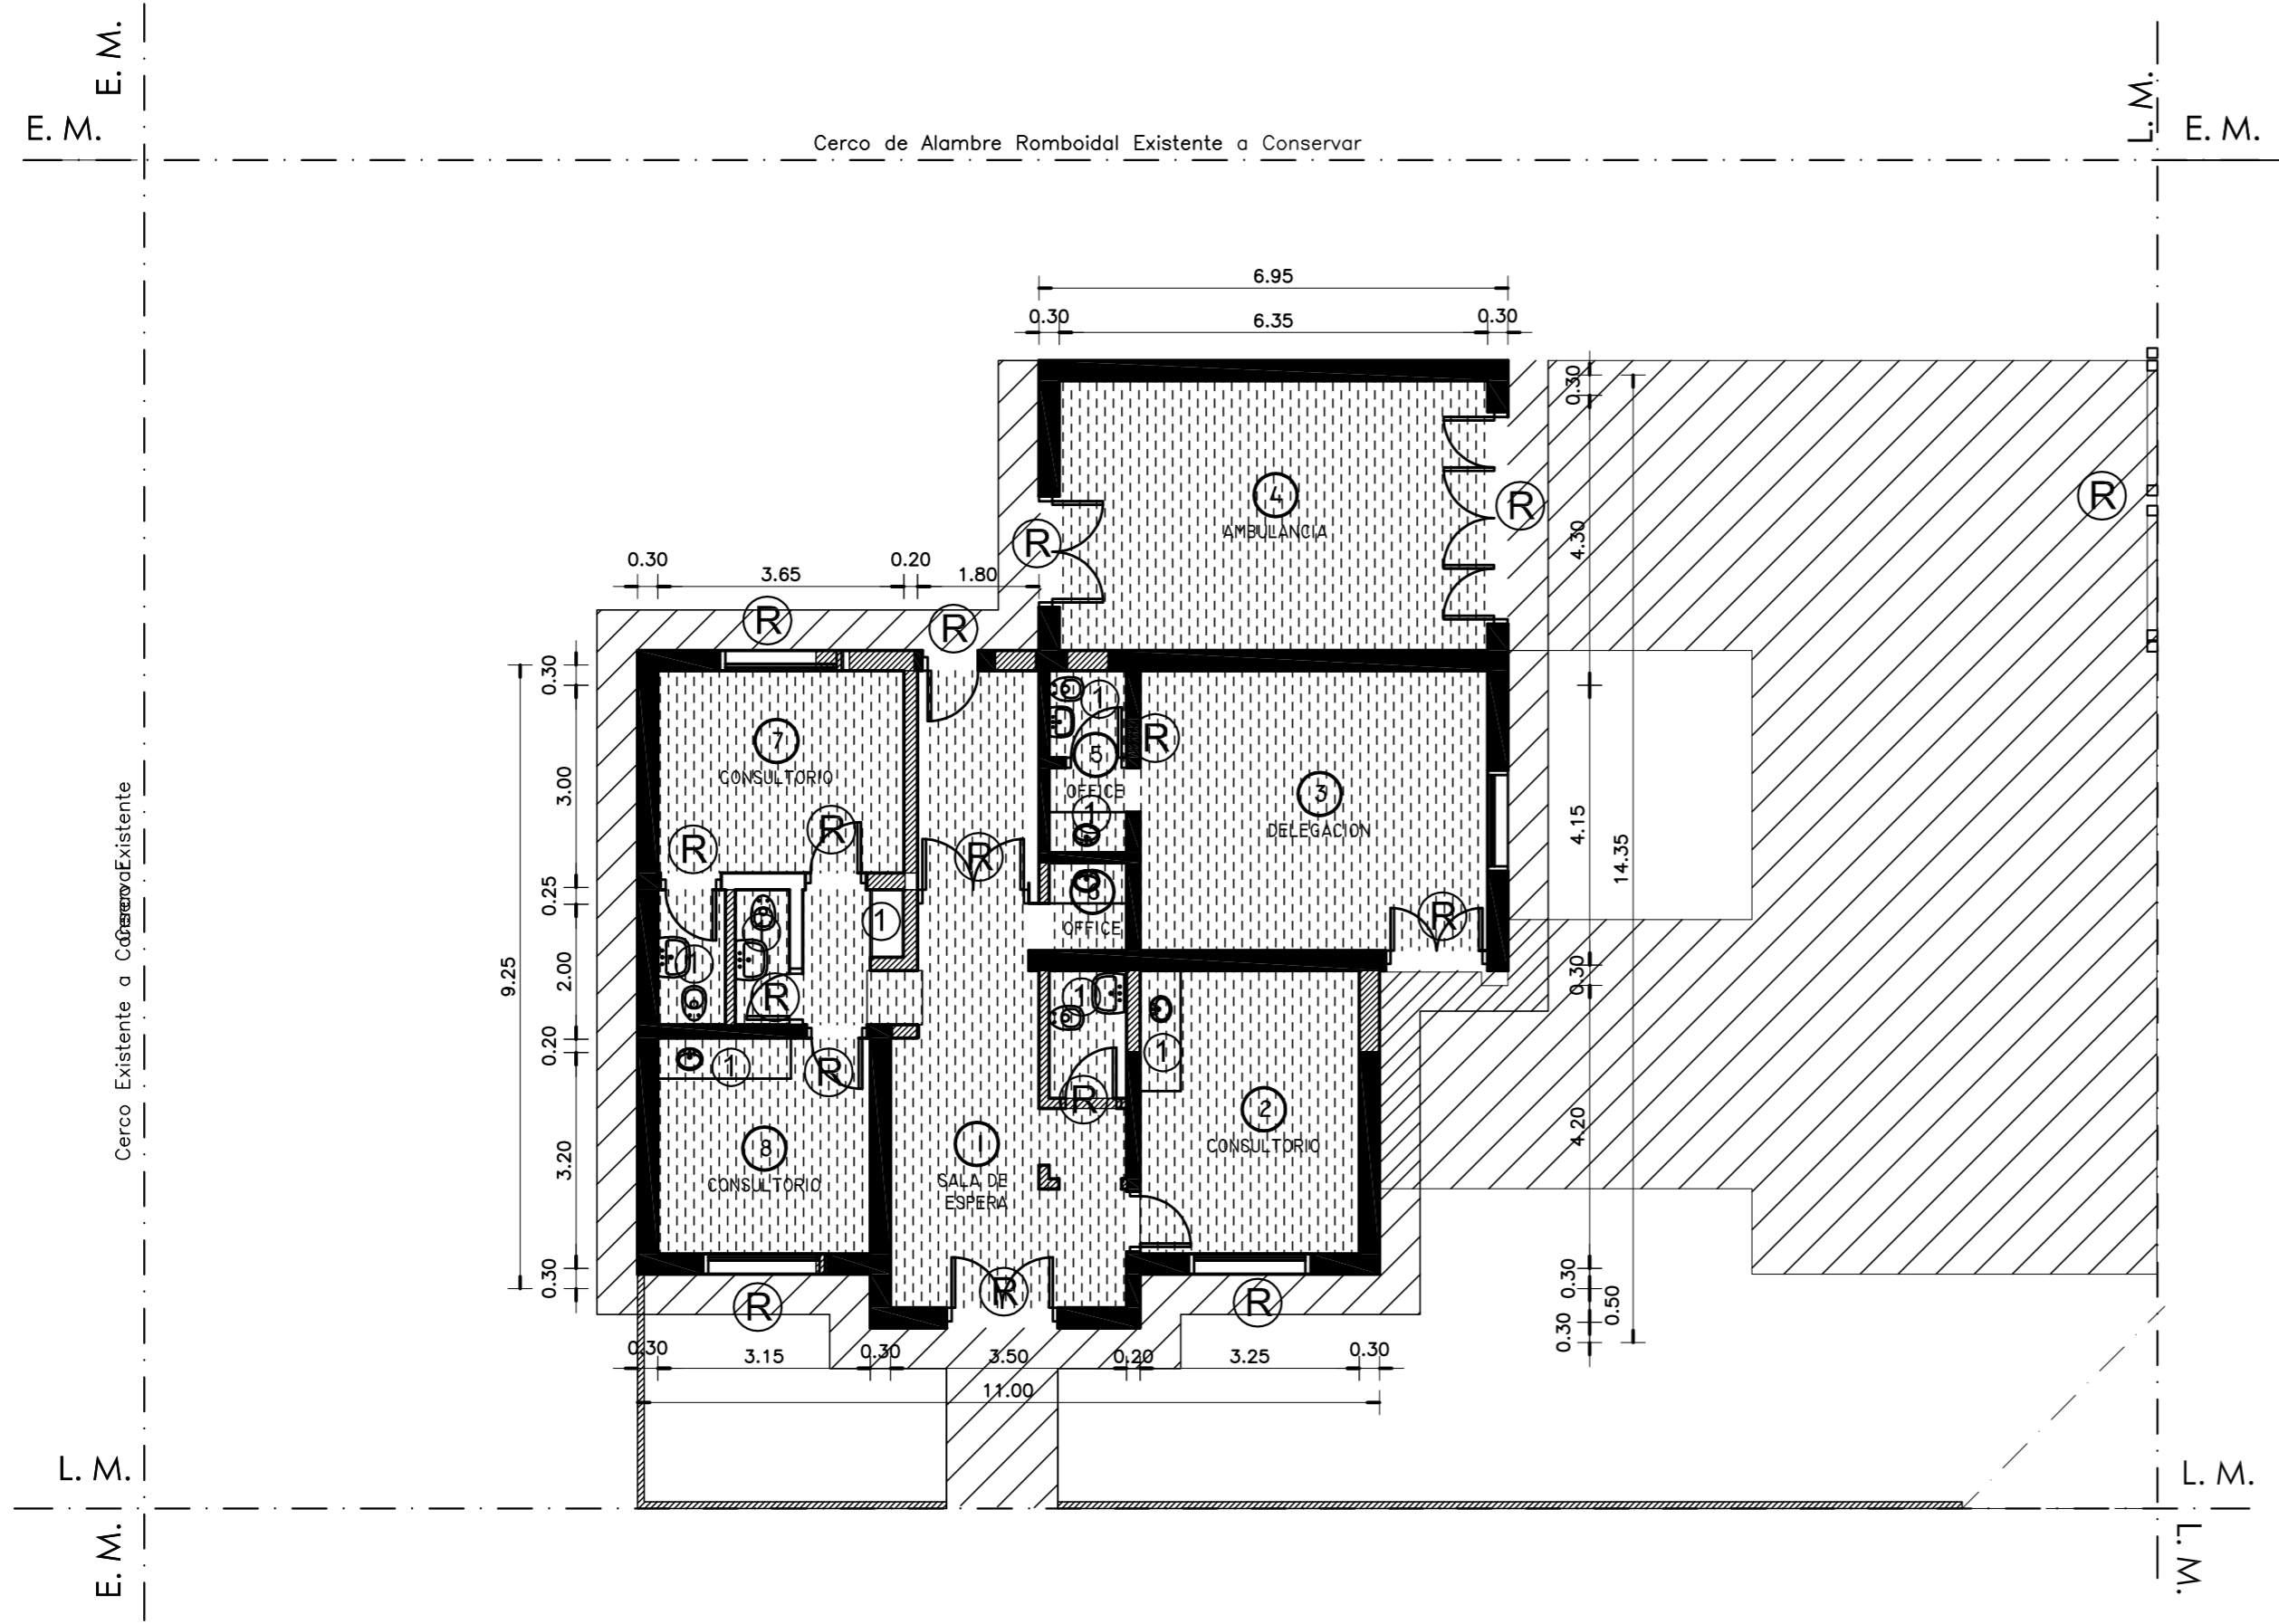 E. M.
E. M.
L. M.
E. M.
Cerco de Alambre Romboidal Existente a Conservar
6.95
0.30
6.35
0.30
0.30
R
R
4
AMBULANCIA
R
4.30
0.30
3.65
0.20
1.80
R
R
0.30
1
R
7
CONSULTORIO
5
OFFICE
1
3
DELEGACION
3.00
4.15
14.35
R
R
R
0.25
OFFICE
1
R
9.25
2.00
1
R
1
0.30
0.20
1
R
1
R
2
CONSULTORIO
4.20
3.20
8
CONSULTORIO
1
SALA DE
ESPERA
0.30
R
R
R
0.30
0.50
0.30
0.30
3.15
0.30
3.50
0.20
3.25
0.30
11.00
Cerco Existente a
Existente
L. M.
L. M.
E. M.
L. M.